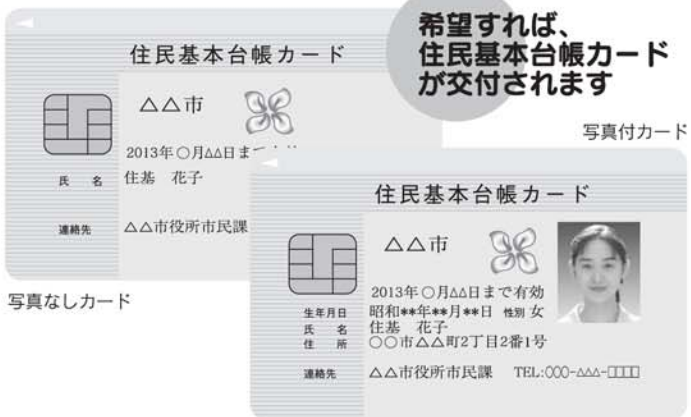 希望すれば、
住民基本台帳カード
が交付されます
住民基本台帳カード
△△市
2013年○月△△日まで
氏 名 住基 花子
連絡先 △△市役所市民課
写真なしカード
写真付カード
住民基本台帳カード
△△市
2013年○月△△日まで有効
生年月日 昭和**年**月**日 性別 女
氏 名 住基 花子
住 所 ○○市△△町2丁目2番1号
連絡先 △△市役所市民課 TEL:○○○-△△△-□□□□